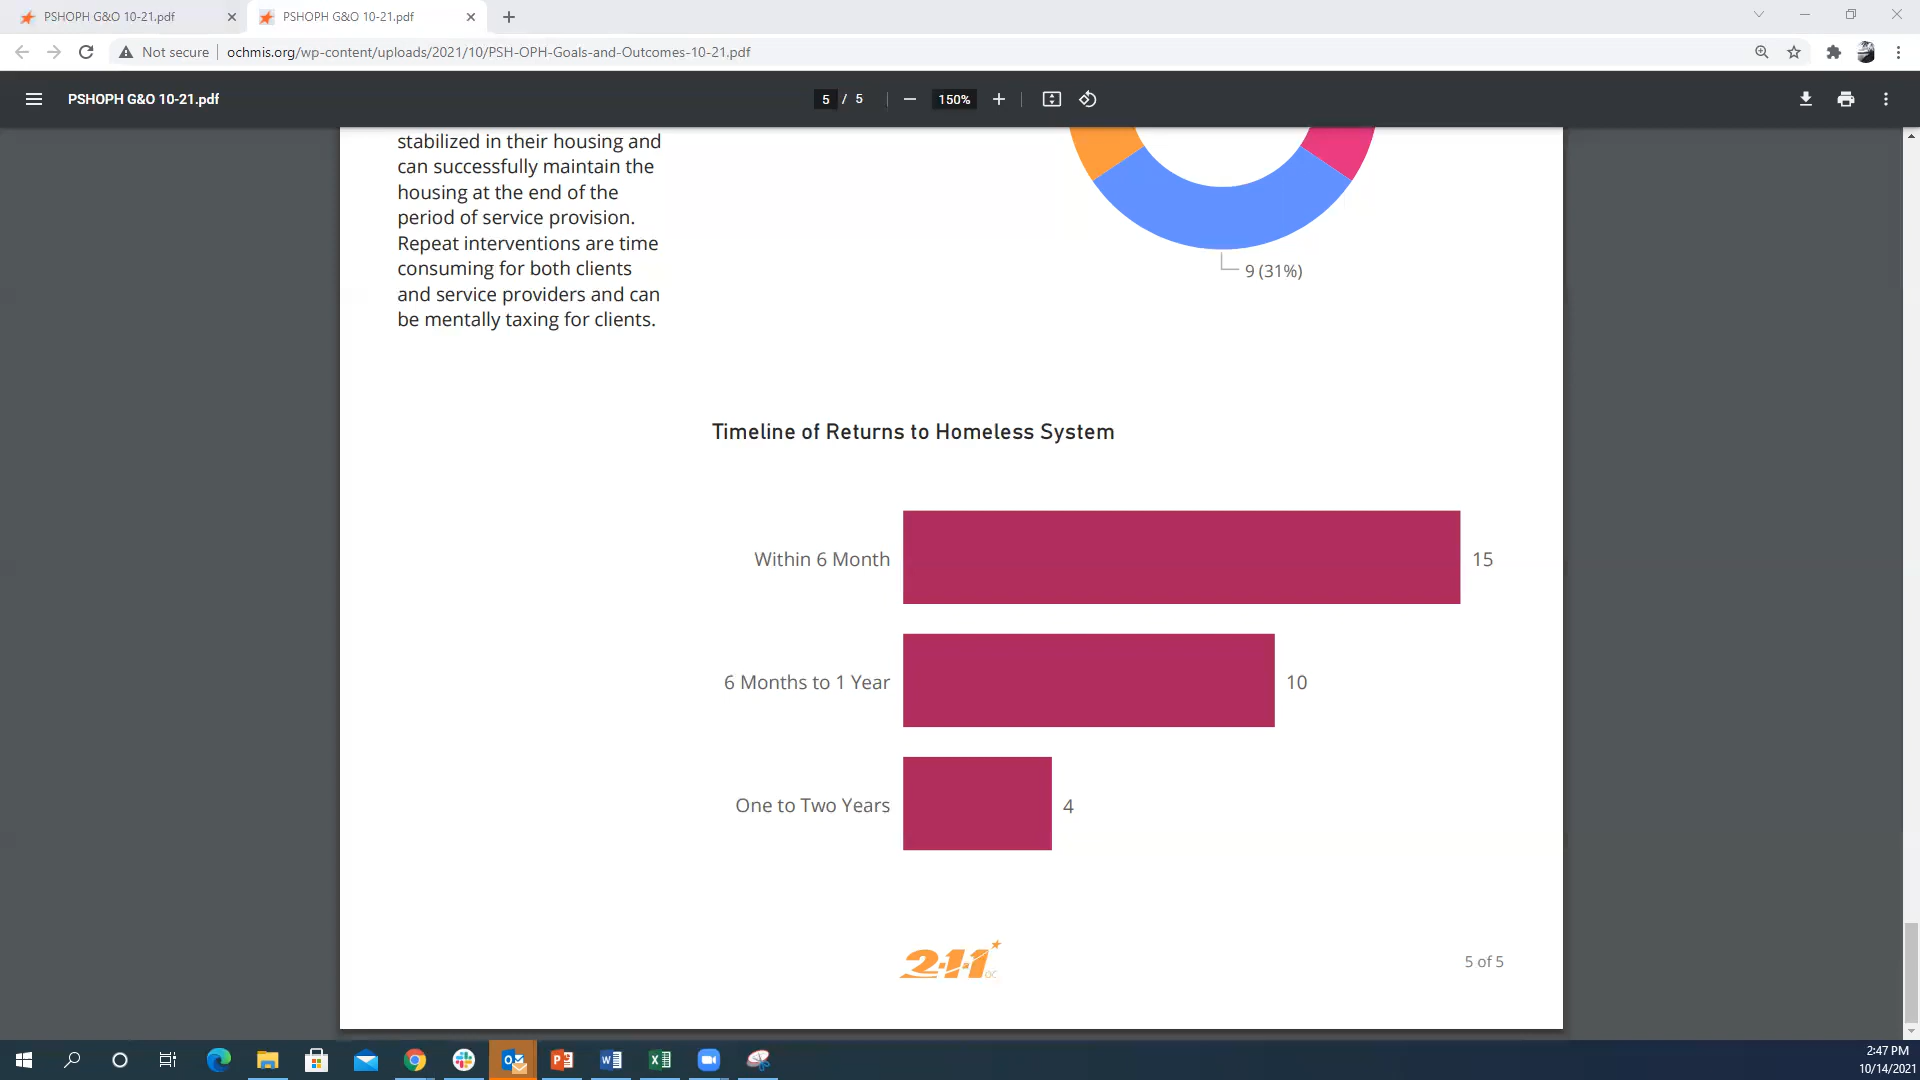 PSHOPH G&O 10-21.pdf
PSHOPH G&O 10-21.pdf
Not secure
ochmis.org/wp-content/uploads/2021/10/PSH-OPH-Goals-and-Outcomes-10-21.pdf
PSHOPH G&O 10-21.pdf
5 / 5
150%
stabilized in their housing and
can successfully maintain the
housing at the end of the
period of service provision.
Repeat interventions are time
consuming for both clients
and service providers and can
be mentally taxing for clients.
9 (31%)
Timeline of Returns to Homeless System
Within 6 Month
15
6 Months to 1 Year
10
One to Two Years
4
2·1·1
OC
5 of 5
2:47 PM
10/14/2021